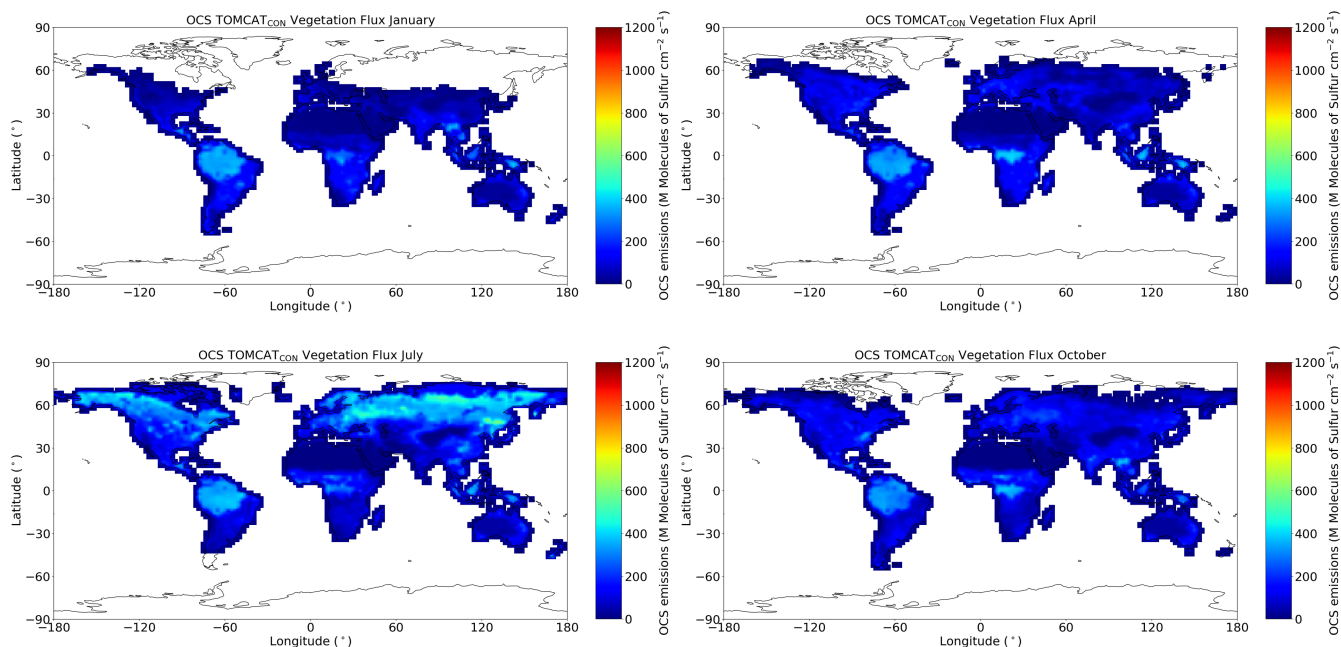 OCS TOMCAT_CON Vegetation Flux January
90
60
30
0
−30
−60
−90
Latitude (°)
−180 −120 −60 0 60 120 180
Longitude (°)
1200
1000
800
600
400
200
0
OCS emissions (M Molecules of Sulfur cm⁻² s⁻¹)
OCS TOMCAT_CON Vegetation Flux April
90
60
30
0
−30
−60
−90
Latitude (°)
−180 −120 −60 0 60 120 180
Longitude (°)
1200
1000
800
600
400
200
0
OCS emissions (M Molecules of Sulfur cm⁻² s⁻¹)
OCS TOMCAT_CON Vegetation Flux July
90
60
30
0
−30
−60
−90
Latitude (°)
−180 −120 −60 0 60 120 180
Longitude (°)
1200
1000
800
600
400
200
0
OCS emissions (M Molecules of Sulfur cm⁻² s⁻¹)
OCS TOMCAT_CON Vegetation Flux October
90
60
30
0
−30
−60
−90
Latitude (°)
−180 −120 −60 0 60 120 180
Longitude (°)
1200
1000
800
600
400
200
0
OCS emissions (M Molecules of Sulfur cm⁻² s⁻¹)